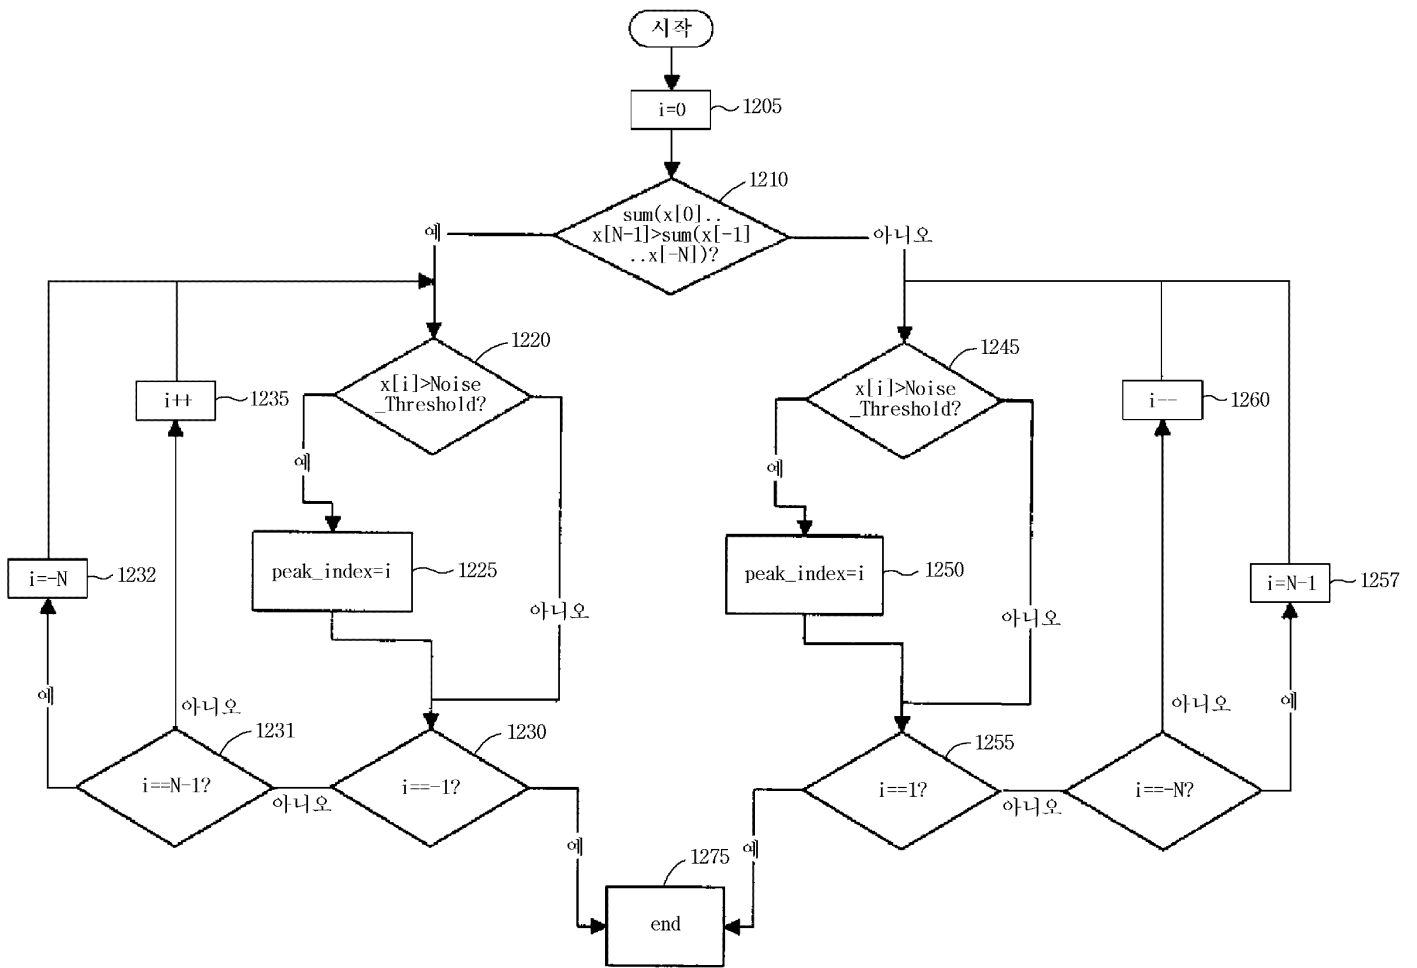 시작
i=0
1205
1210
sum(x[0]..
x[N-1]>sum(x[-1]
..x[-N])?
예
아니오
1220
x[i]>Noise
_Threshold?
1245
x[i]>Noise
_Threshold?
i++
1235
i--
1260
예
예
peak_index=i
1225
peak_index=i
1250
i=-N
1232
i=N-1
1257
아니오
아니오
예
아니오
아니오
예
1231
i==N-1?
아니오
1230
i==-1?
1255
i==1?
아니오
i==-N?
예
예
1275
end